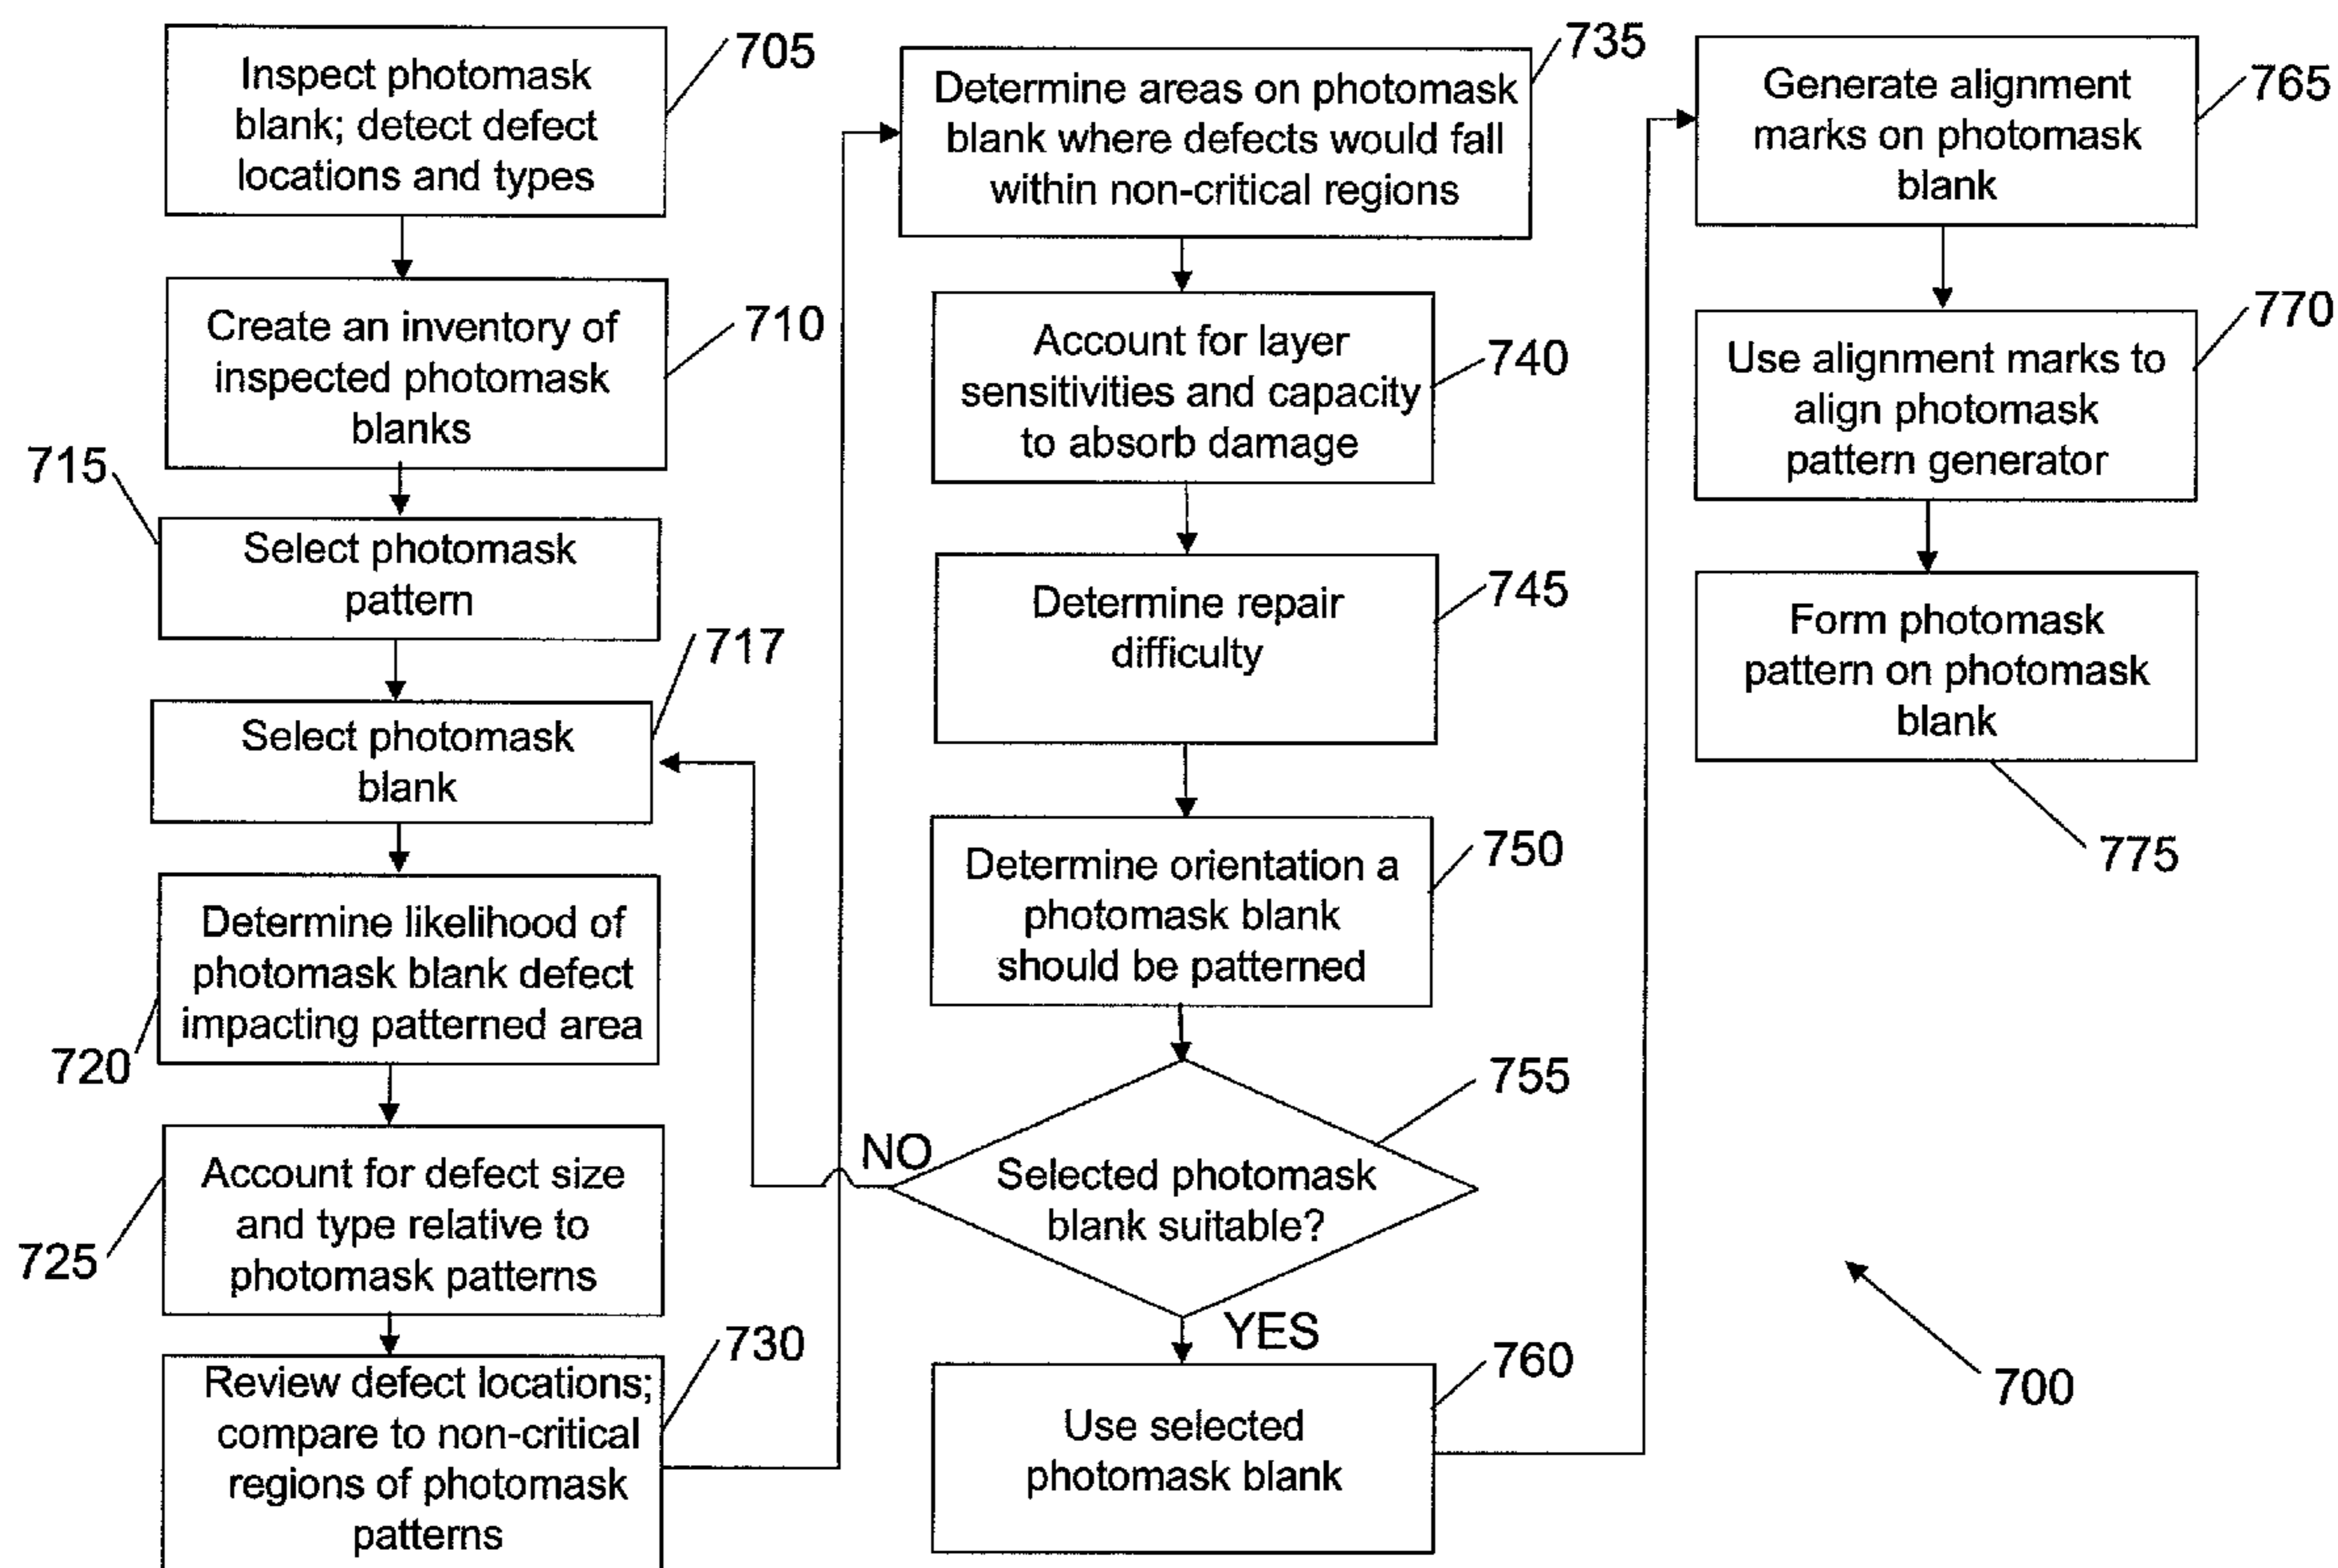 705
Inspect photomask
blank; detect defect
locations and types
710
Create an inventory of
inspected photomask
blanks
715
Select photomask
pattern
717
Select photomask
blank
720
Determine likelihood of
photomask blank defect
impacting patterned area
725
Account for defect size
and type relative to
photomask patterns
730
Review defect locations;
compare to non-critical
regions of photomask
patterns
735
Determine areas on photomask
blank where defects would fall
within non-critical regions
740
Account for layer
sensitivities and capacity
to absorb damage
745
Determine repair
difficulty
750
Determine orientation a
photomask blank
should be patterned
755
NO
Selected photomask
blank suitable?
YES
760
Use selected
photomask blank
765
Generate alignment
marks on photomask
blank
770
Use alignment marks to
align photomask
pattern generator
Form photomask
pattern on photomask
blank
775
700